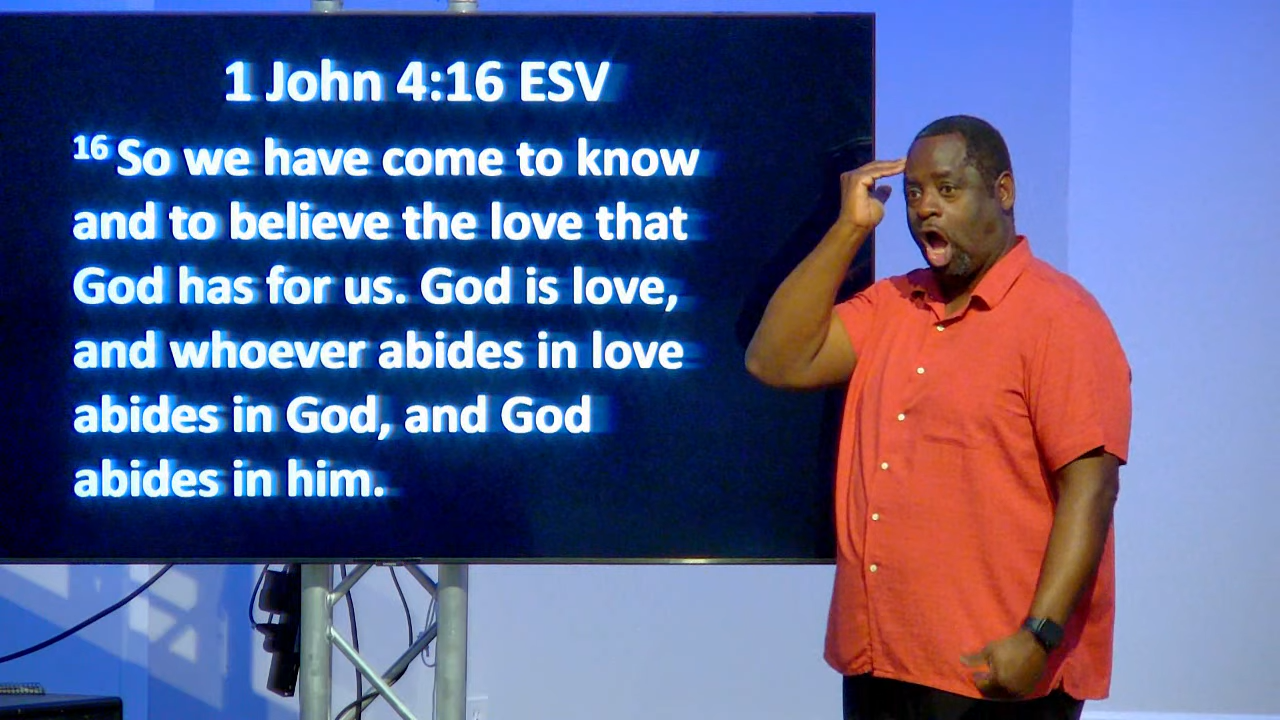 1 John 4:16 ESV
16 So we have come to know
and to believe the love that
God has for us. God is love,
and whoever abides in love
abides in God, and God
abides in him.